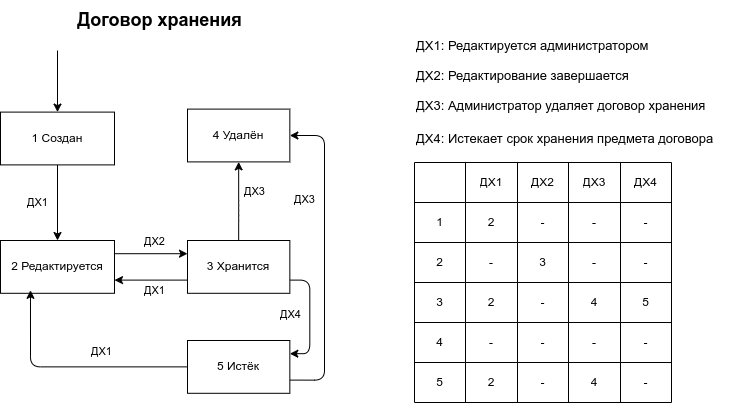 Договор хранения
1 Создан
4 Удалён
ДХ1
ДХ3
ДХ3
ДХ2
2 Редактируется
3 Хранится
ДХ1
ДХ4
ДХ1
5 Истёк
ДХ1: Редактируется администратором
ДХ2: Редактирование завершается
ДХ3: Администратор удаляет договор хранения
ДХ4: Истекает срок хранения предмета договора
ДХ1 ДХ2 ДХ3 ДХ4
1 2 - - -
2 - 3 - -
3 2 - 4 5
4 - - - -
5 2 - 4 -